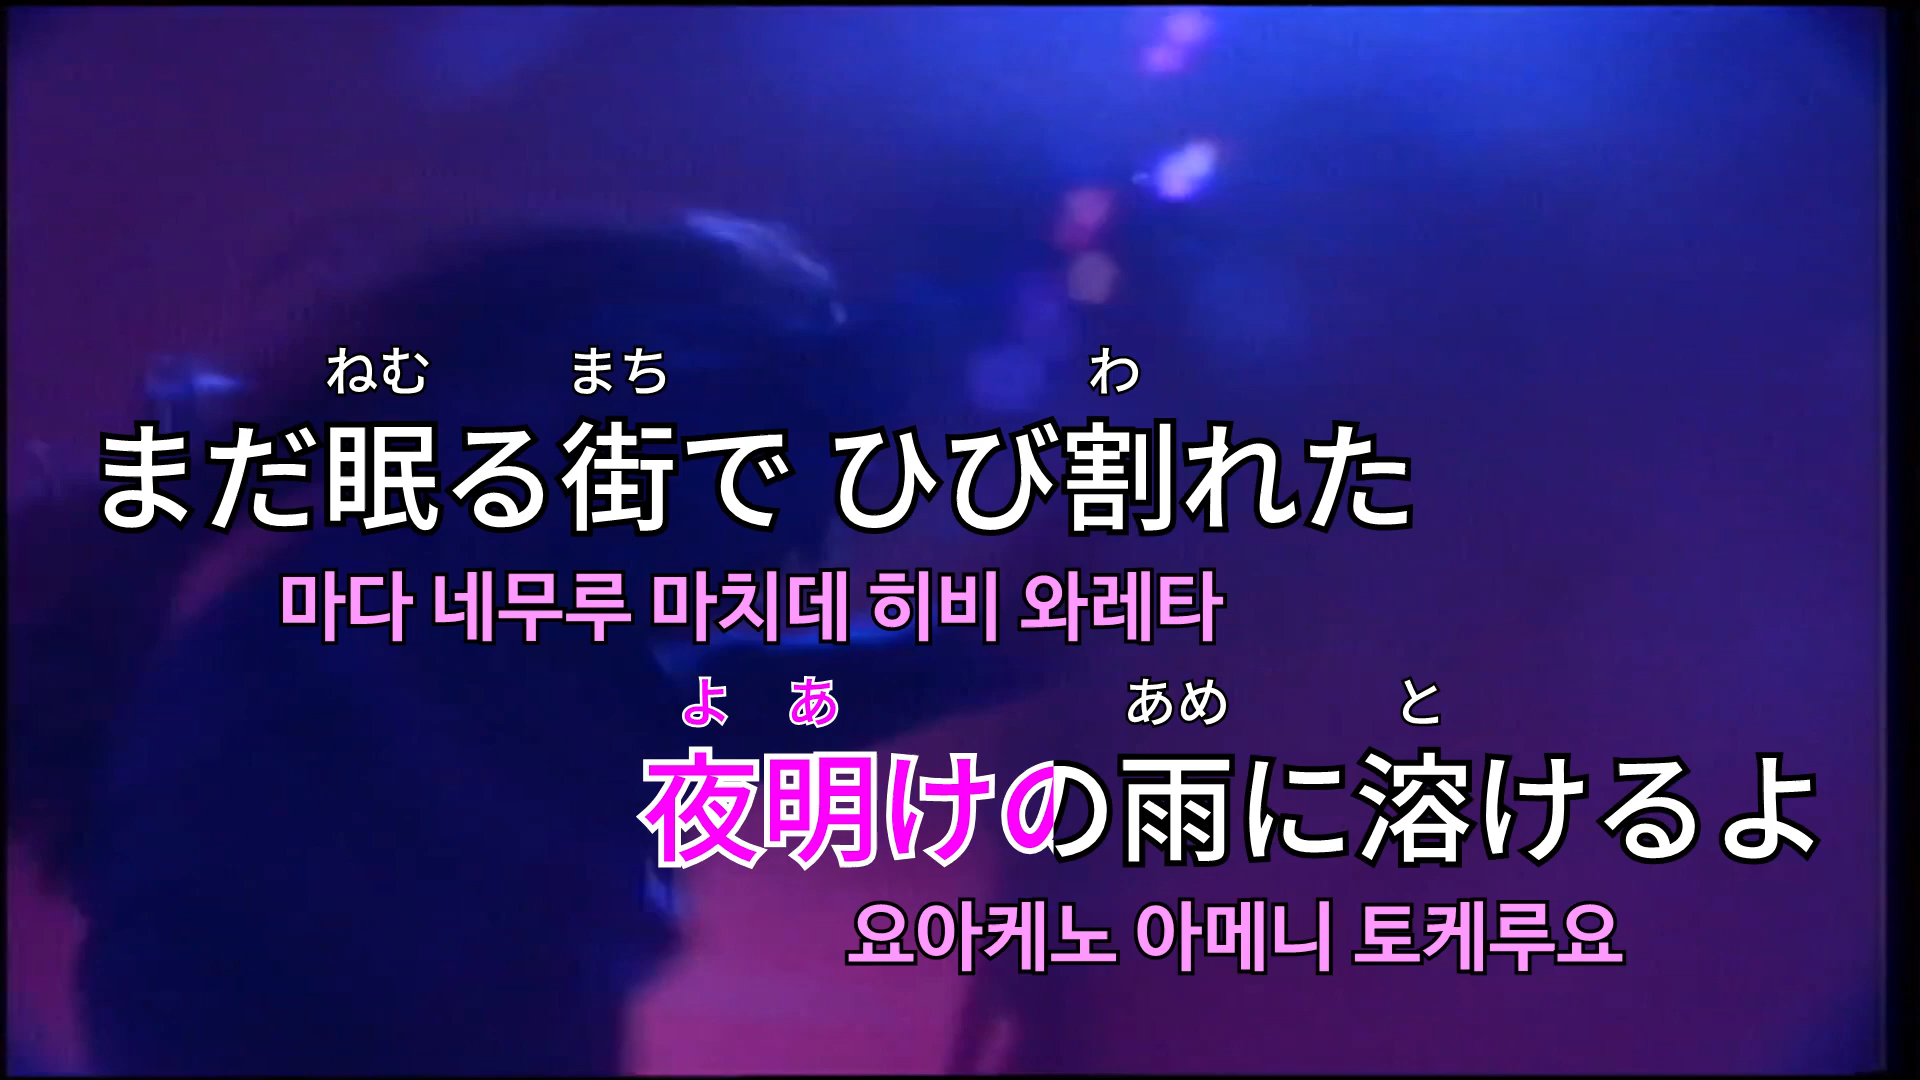 ねむ まち わ
まだ眠る街で ひび割れた
마다 네무루 마치데 히비 와레타
よ あ あめ と
夜明けの雨に溶けるよ
요아케노 아메니 토케루요